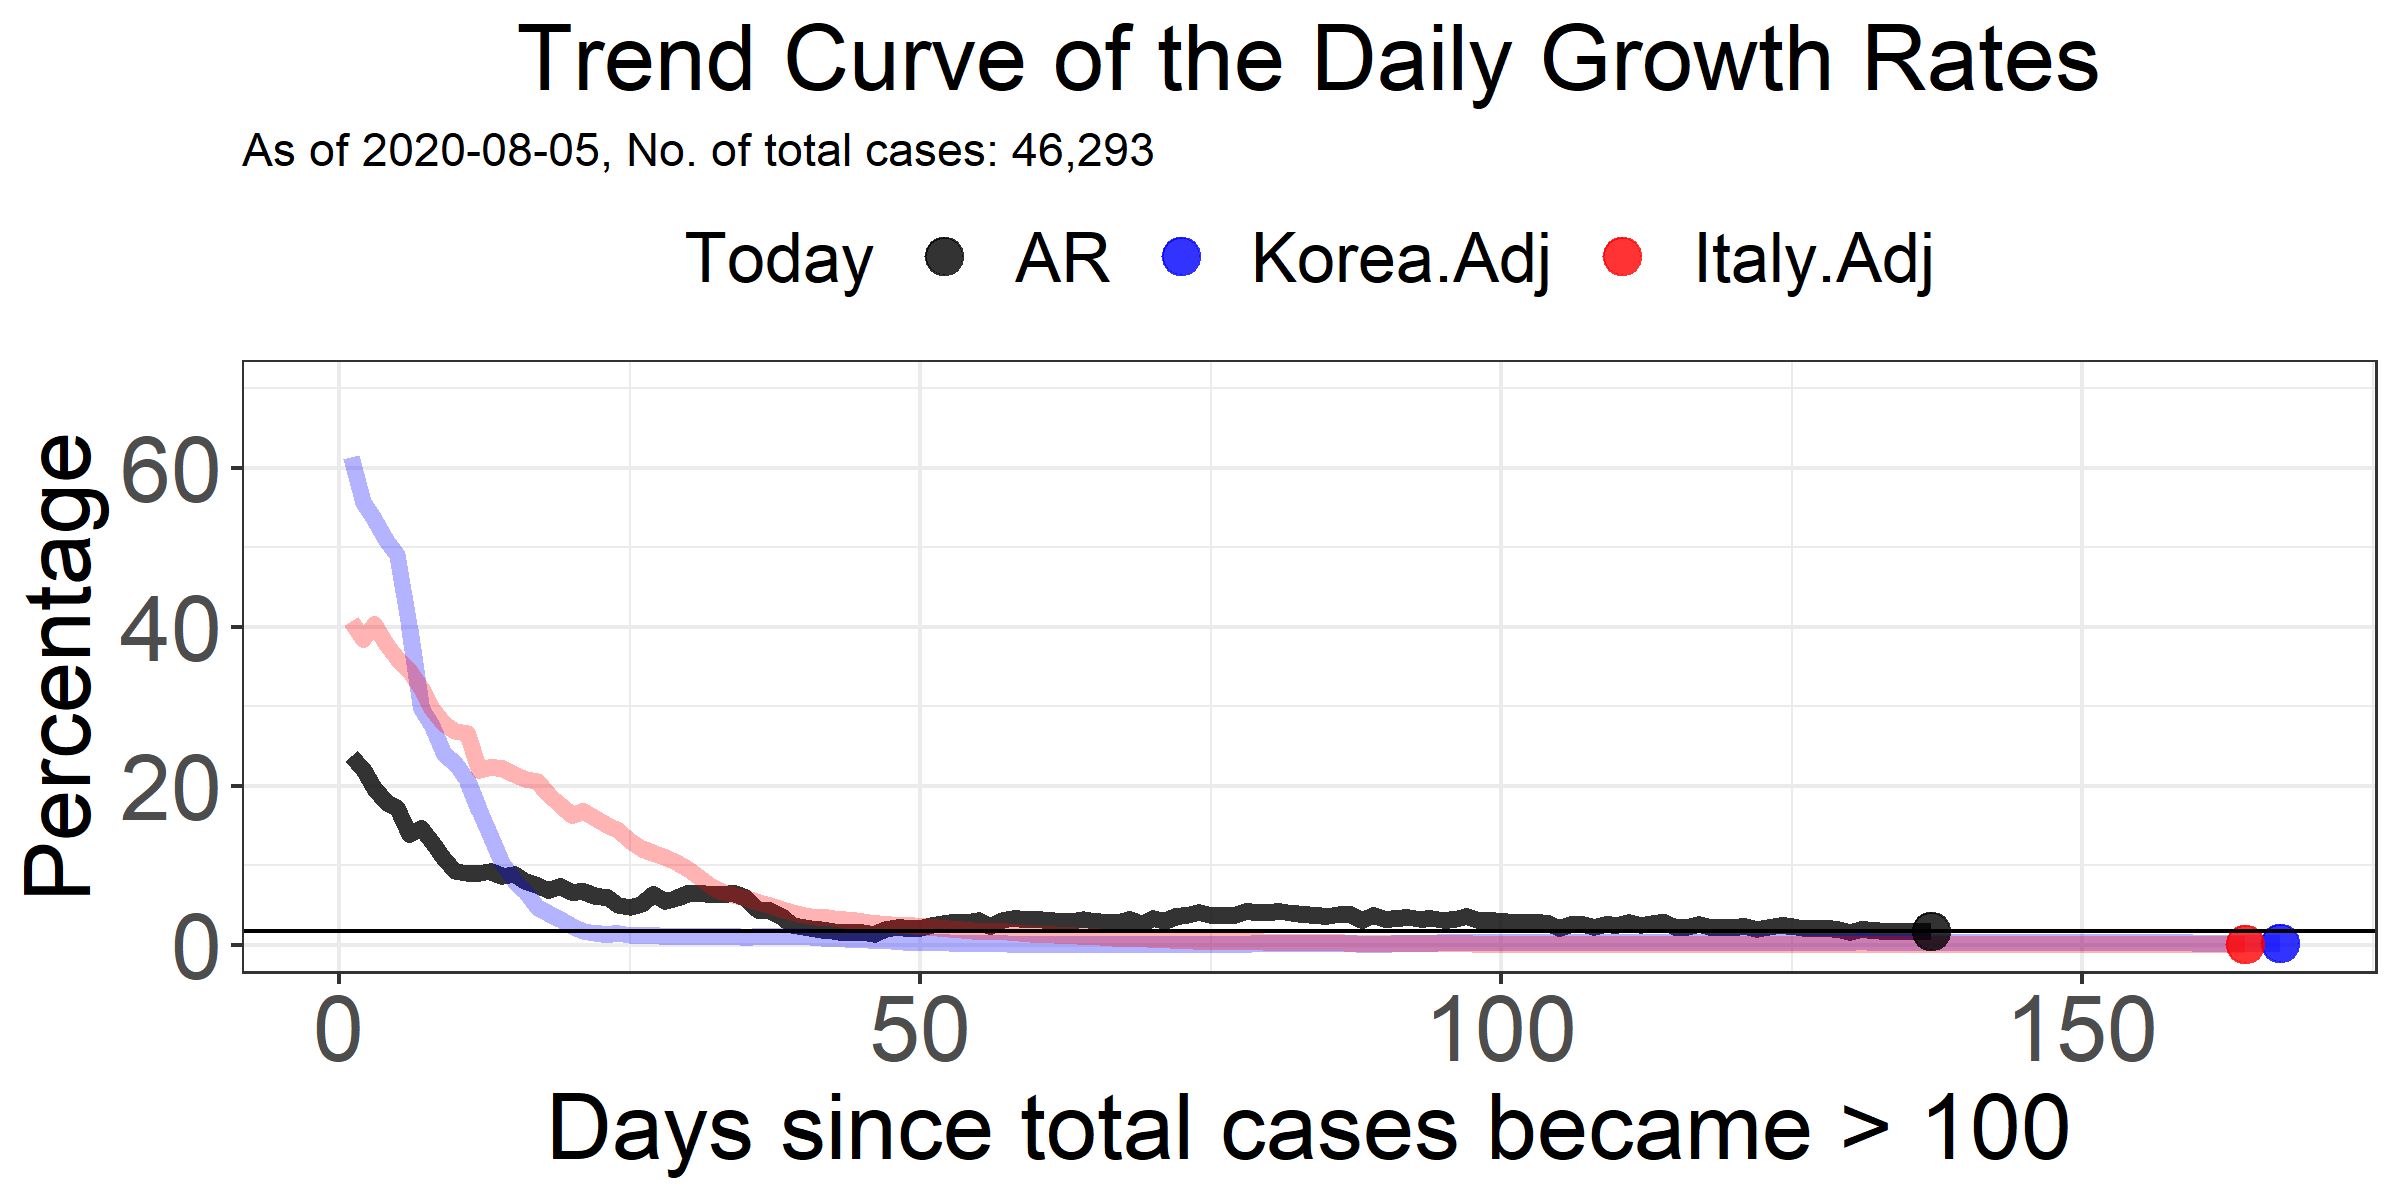 Trend Curve of the Daily Growth Rates
As of 2020-08-05, No. of total cases: 46,293
Today AR Korea.Adj Italy.Adj
Percentage
60
40
20
0
0 50 100 150
Days since total cases became > 100